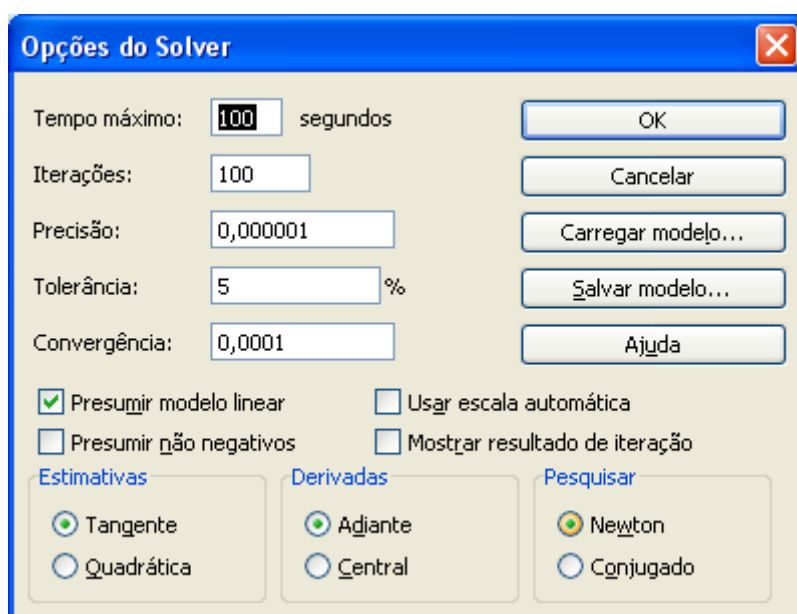 Opções do Solver
Tempo máximo: 100 segundos
OK
Iterações: 100
Cancelar
Precisão: 0,000001
Carregar modelo...
Tolerância: 5 %
Salvar modelo...
Convergência: 0,0001
Ajuda
Presumir modelo linear
Usar escala automática
Presumir não negativos
Mostrar resultado de iteração
Estimativas
Tangente
Quadrática
Derivadas
Adiante
Central
Pesquisar
Newton
Conjugado